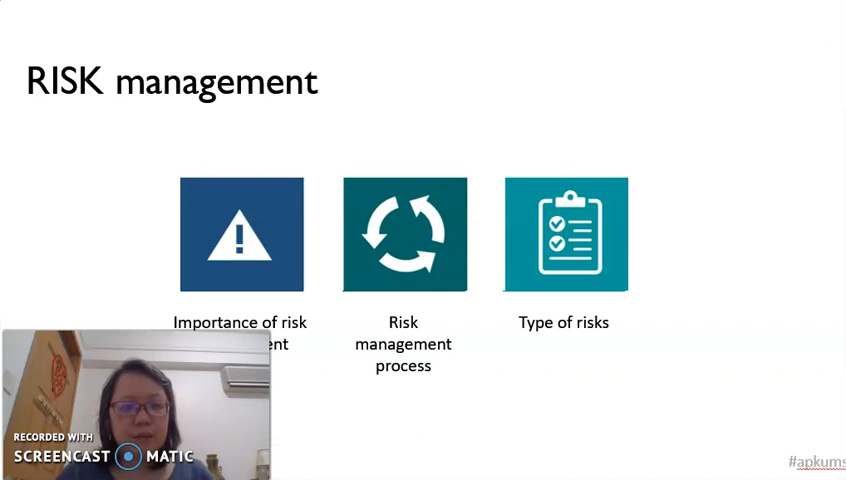 RISK management
Importance of risk
ent
Risk
management
process
Type of risks
RECORDED WITH
SCREENCAST MATIC
#apkums